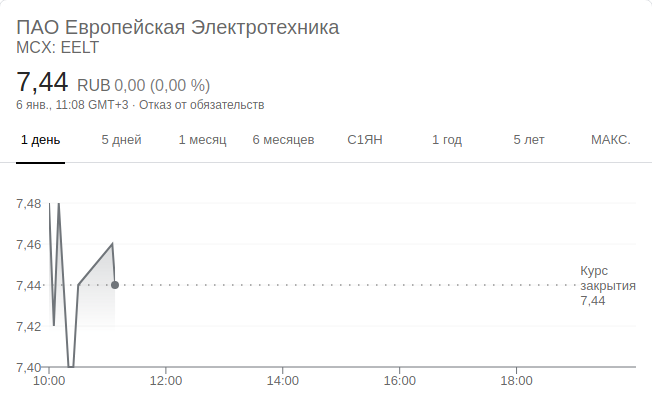 ПАО Европейская Электротехника
MCX: EELT
7,44 RUB 0,00 (0,00 %)
6 янв., 11:08 GMT+3 · Отказ от обязательств
1 день 5 дней 1 месяц 6 месяцев С1ЯН 1 год 5 лет МАКС.
7,48
7,46
7,44
7,42
7,40
Курс
закрытия
7,44
10:00 12:00 14:00 16:00 18:00